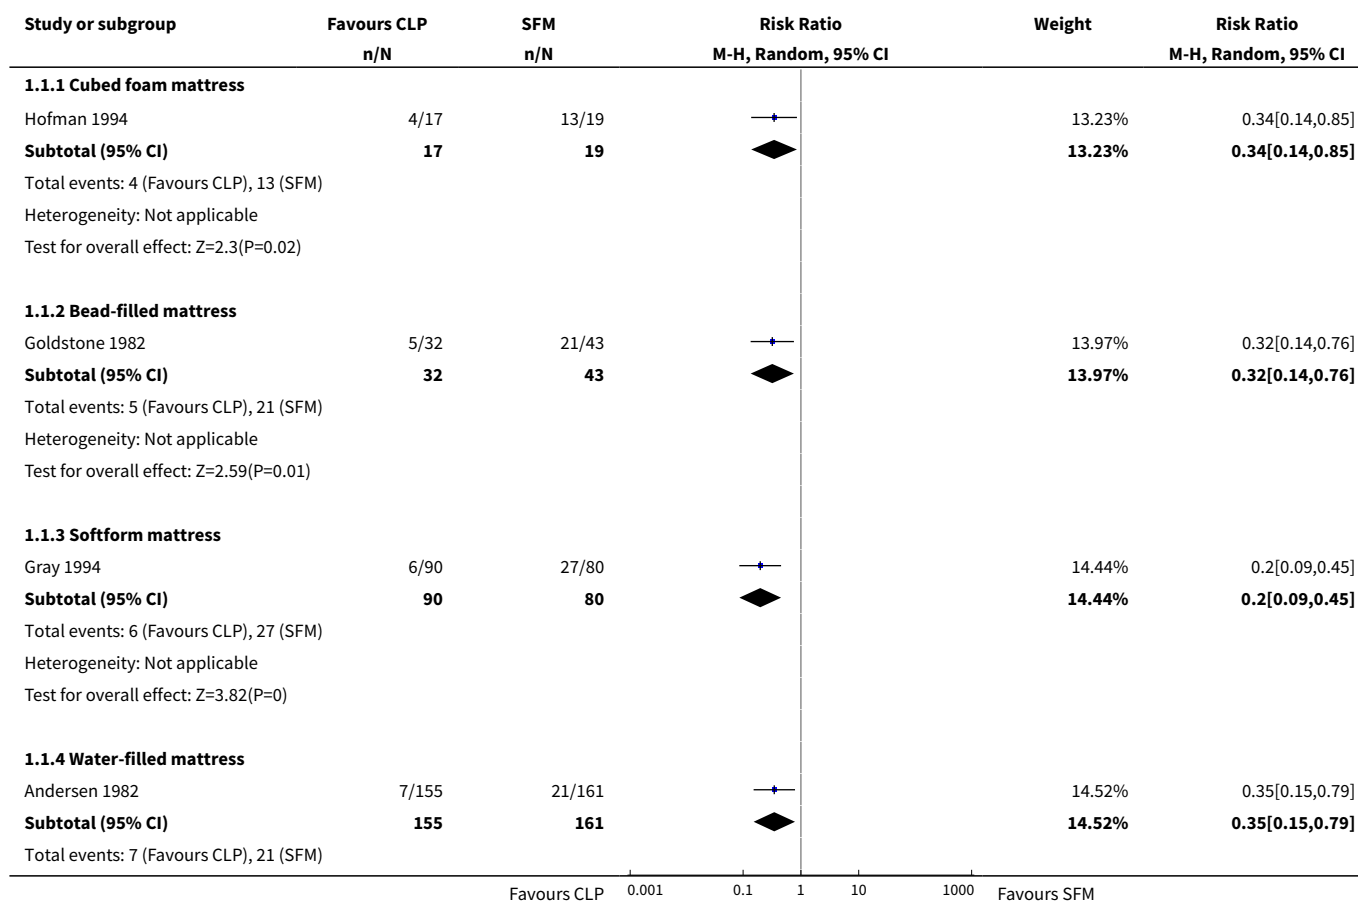 Study or subgroup Favours CLP SFM Risk Ratio Weight Risk Ratio
n/N n/N M-H, Random, 95% CI M-H, Random, 95% CI
1.1.1 Cubed foam mattress
Hofman 1994 4/17 13/19 13.23% 0.34[0.14,0.85]
Subtotal (95% CI) 17 19 13.23% 0.34[0.14,0.85]
Total events: 4 (Favours CLP), 13 (SFM)
Heterogeneity: Not applicable
Test for overall effect: Z=2.3(P=0.02)
1.1.2 Bead-filled mattress
Goldstone 1982 5/32 21/43 13.97% 0.32[0.14,0.76]
Subtotal (95% CI) 32 43 13.97% 0.32[0.14,0.76]
Total events: 5 (Favours CLP), 21 (SFM)
Heterogeneity: Not applicable
Test for overall effect: Z=2.59(P=0.01)
1.1.3 Softform mattress
Gray 1994 6/90 27/80 14.44% 0.2[0.09,0.45]
Subtotal (95% CI) 90 80 14.44% 0.2[0.09,0.45]
Total events: 6 (Favours CLP), 27 (SFM)
Heterogeneity: Not applicable
Test for overall effect: Z=3.82(P=0)
1.1.4 Water-filled mattress
Andersen 1982 7/155 21/161 14.52% 0.35[0.15,0.79]
Subtotal (95% CI) 155 161 14.52% 0.35[0.15,0.79]
Total events: 7 (Favours CLP), 21 (SFM)
Favours CLP 0.001 0.1 1 10 1000 Favours SFM